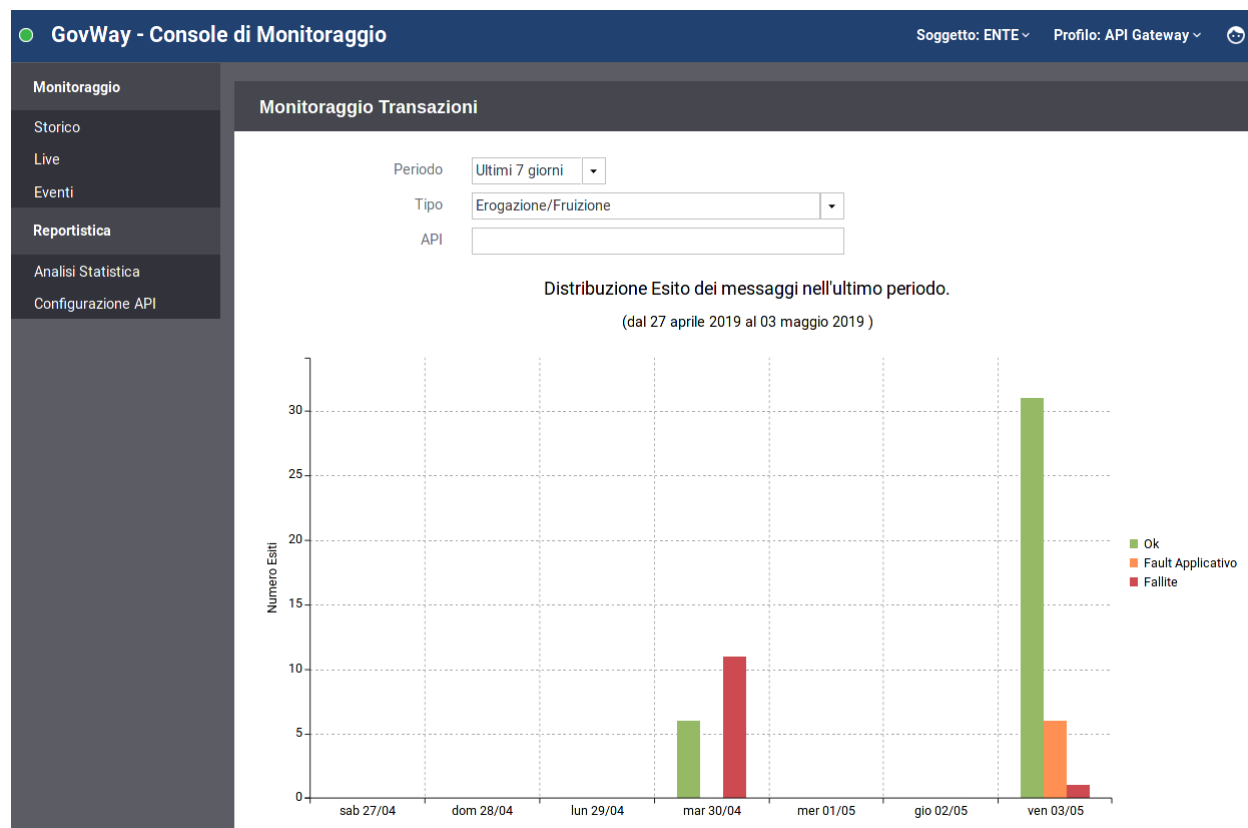 GovWay - Console di Monitoraggio
Soggetto: ENTE
Profilo: API Gateway
Monitoraggio
Storico
Live
Eventi
Reportistica
Analisi Statistica
Configurazione API
Monitoraggio Transazioni
Periodo
Ultimi 7 giorni
Tipo
Erogazione/Fruizione
API
Distribuzione Esito dei messaggi nell'ultimo periodo.
(dal 27 aprile 2019 al 03 maggio 2019 )
Numero Esiti
30
25
20
15
10
5
0
sab 27/04
dom 28/04
lun 29/04
mar 30/04
mer 01/05
gio 02/05
ven 03/05
Ok
Fault Applicativo
Fallite